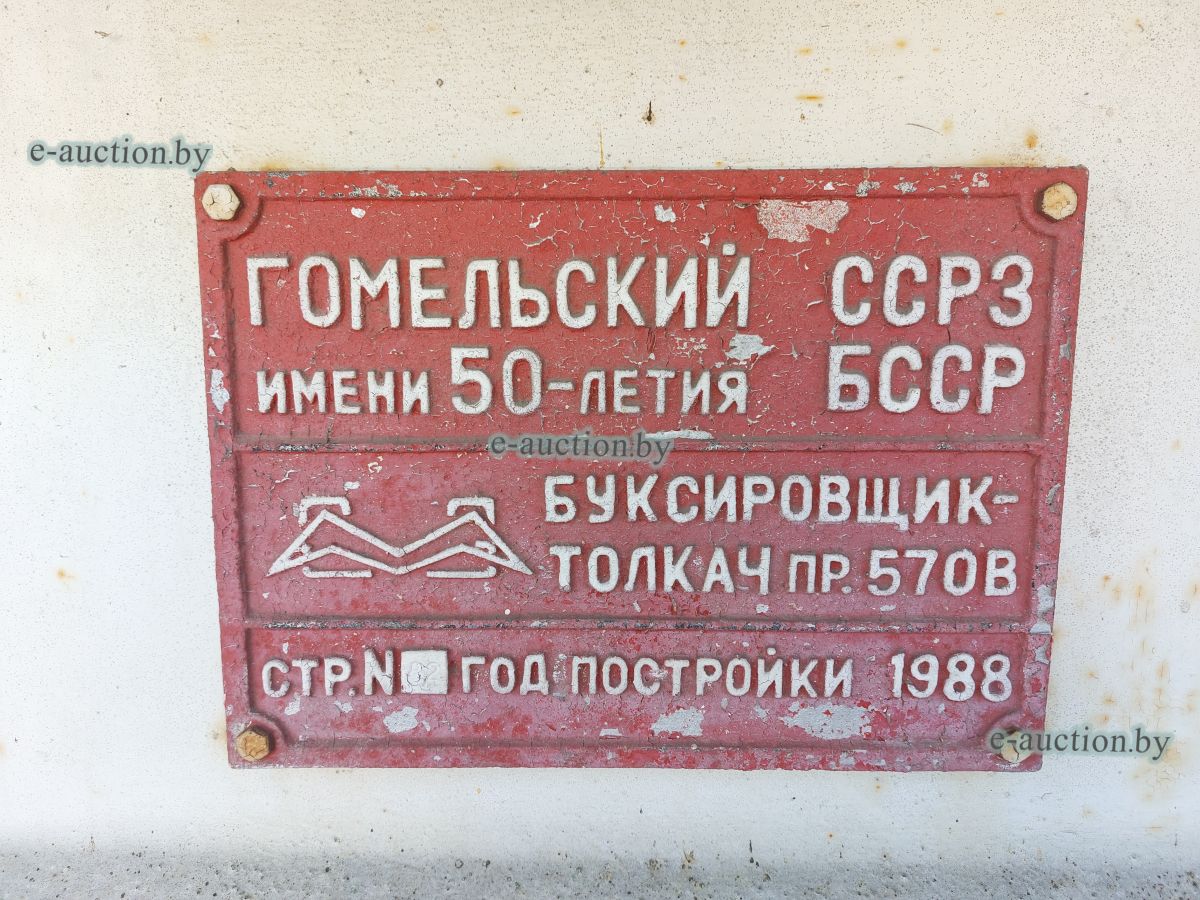 e-auction.by
ГОМЕЛЬСКИЙ ССРЗ
ИМЕНИ 50-ЛЕТИЯ БССР
e-auction.by
БУКСИРОВЩИК-
ТОЛКАЧ ПР. 570В
СТР. N ГОД ПОСТРОЙКИ 1988
e-auction.by